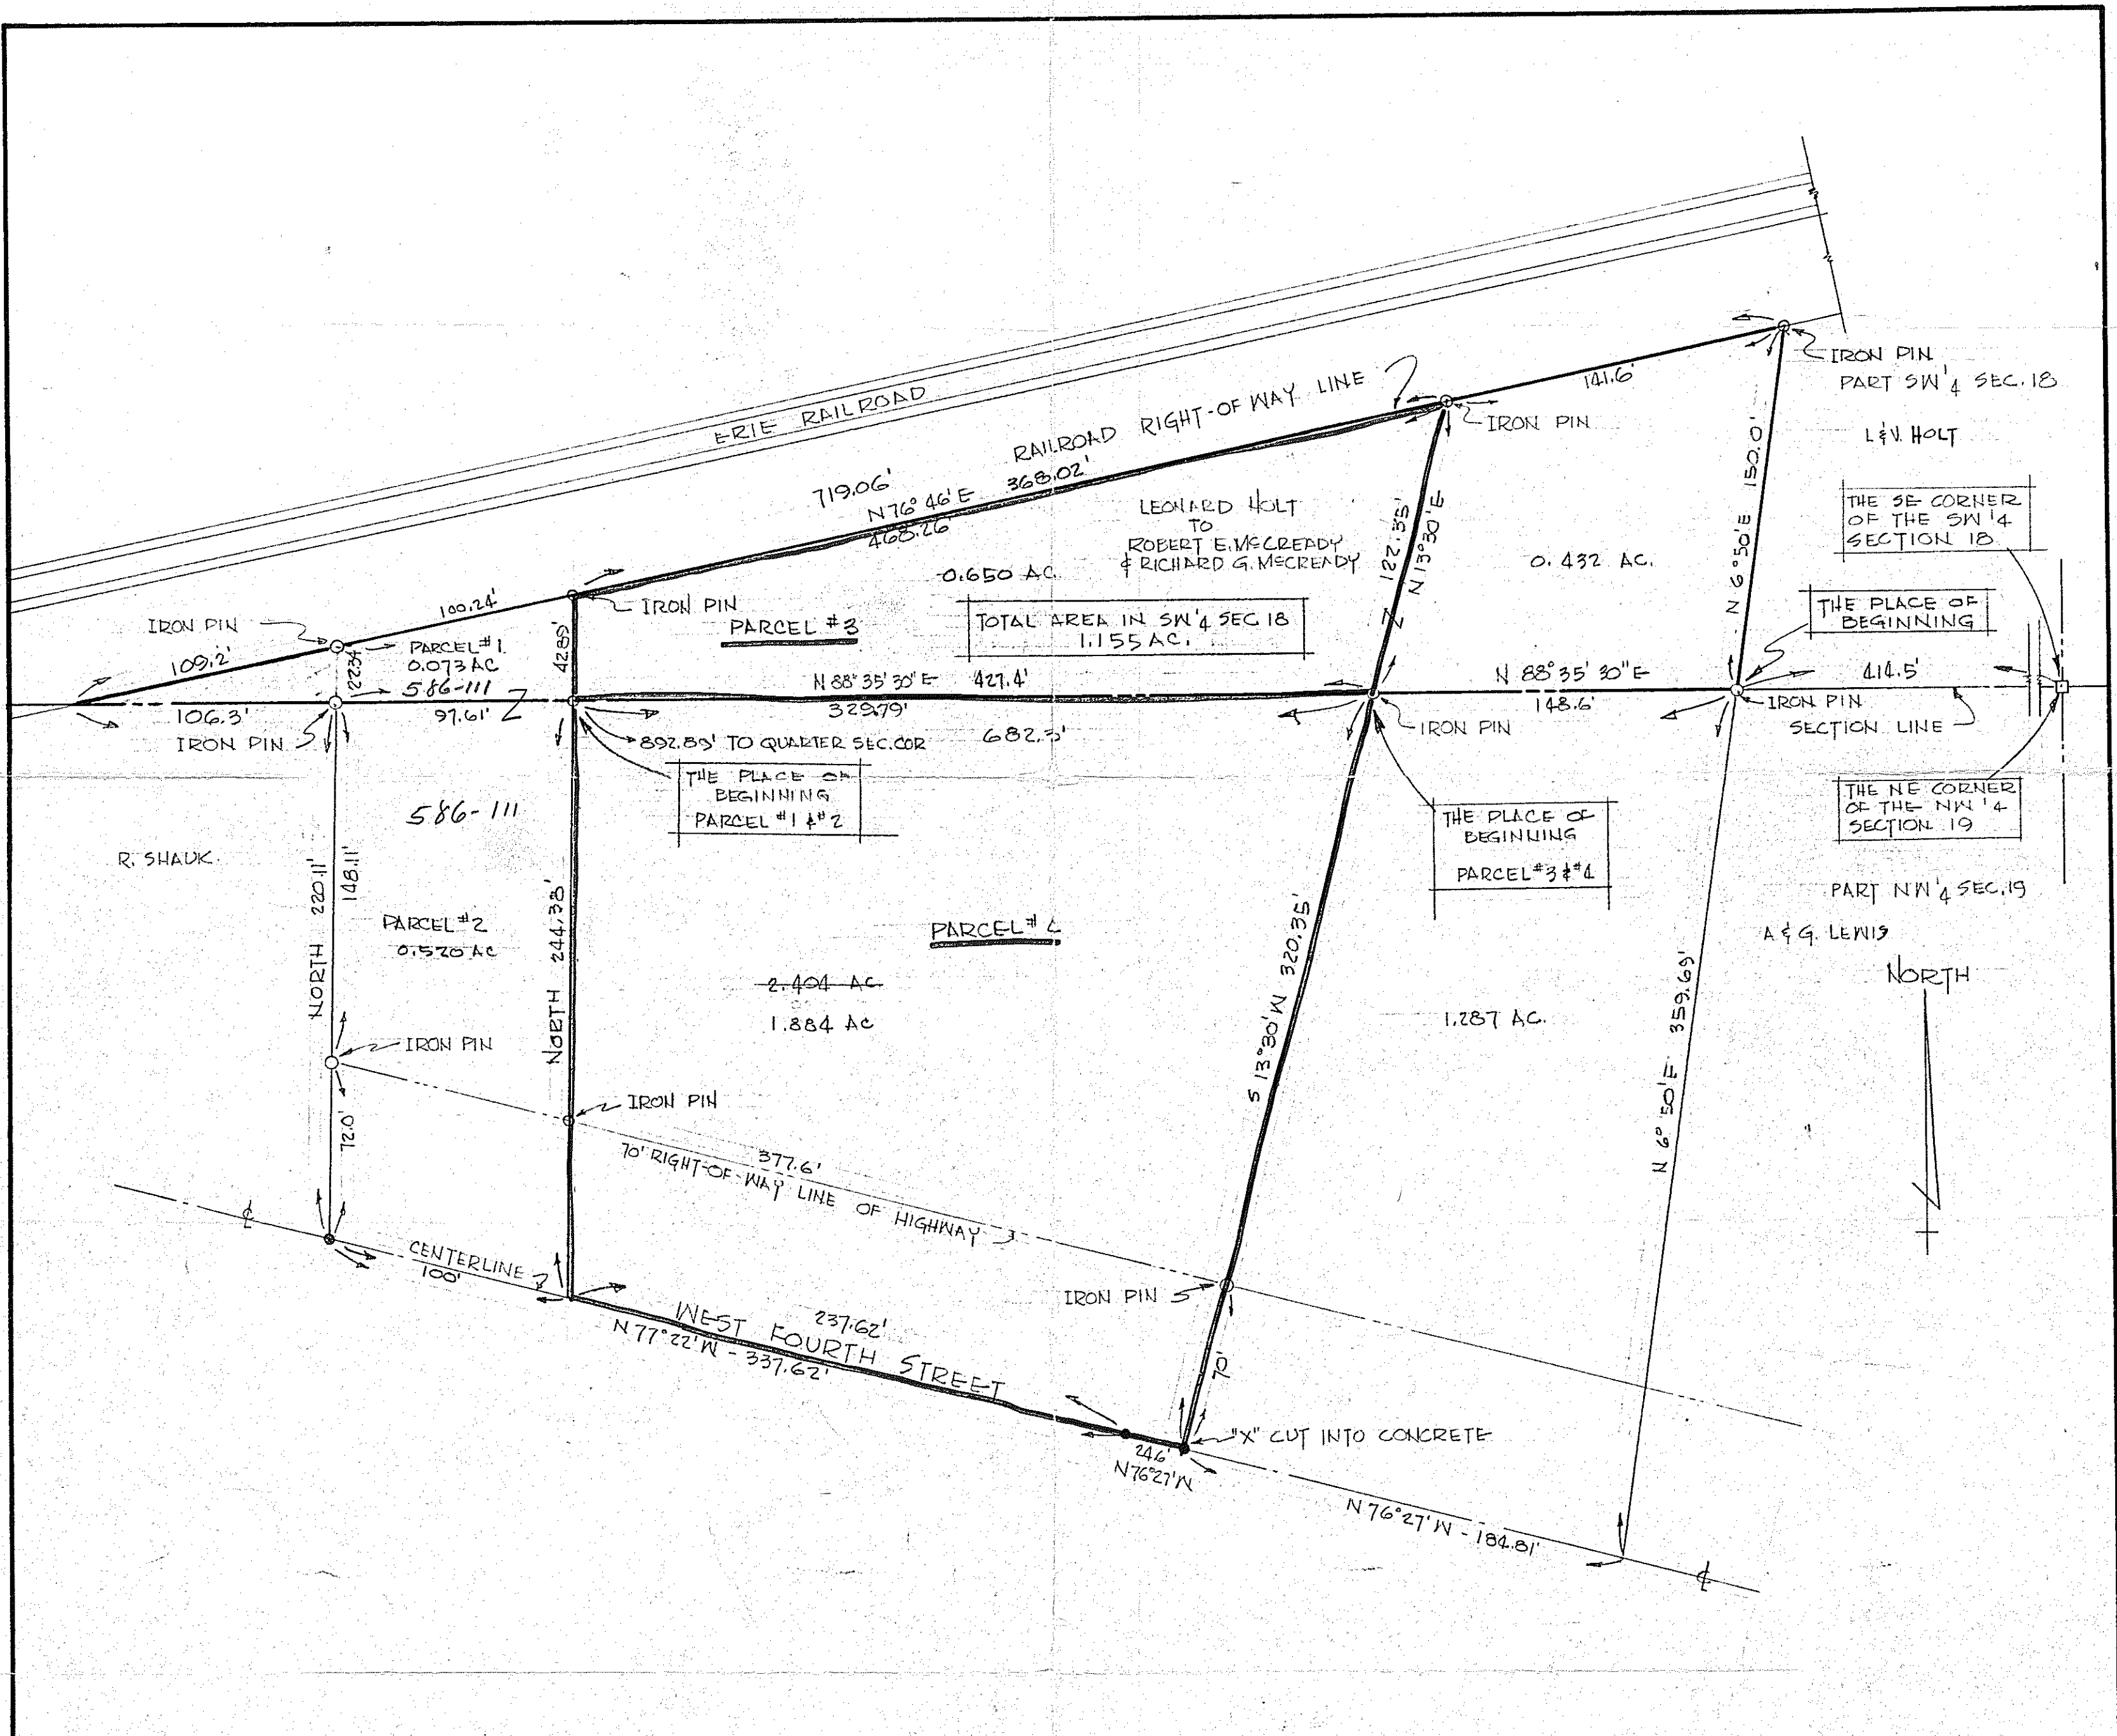 ERIE RAILROAD
RAILROAD RIGHT-OF WAY LINE
719.06'
N 76° 46' E 368.02'
468.26'
141.6'
IRON PIN
PART SW 1/4 SEC. 18
L & V. HOLT
IRON PIN
N 6° 50' E 150.0'
THE SE CORNER
OF THE SW 1/4
SECTION 18
LEONARD HOLT
TO
ROBERT E. McCREADY
& RICHARD G. McCREADY
122.35'
N 13° 30' E
0.432 AC.
0.650 AC.
TOTAL AREA IN SW 1/4 SEC 18
1.155 AC.
THE PLACE OF
BEGINNING
IRON PIN
100.24'
IRON PIN
PARCEL #3
109.2'
22.34
PARCEL #1
0.073 AC
586-111
42.89'
N 88° 35' 30" E 427.4'
N 88° 35' 30" E
414.5'
106.3'
97.61'
329.79'
148.6'
IRON PIN
IRON PIN
892.89' TO QUARTER SEC. COR
682.3'
IRON PIN
SECTION LINE
THE PLACE OF
BEGINNING
PARCEL #1 & #2
THE NE CORNER
OF THE NW 1/4
SECTION 19
586-111
THE PLACE OF
BEGINNING
PARCEL #3 & #4
R. SHAUK
NORTH 220.11'
148.11'
PARCEL #2
0.520 AC
NORTH 244.38'
PARCEL # 4
2.404 AC
1.884 AC
S 13° 30' W 320.35'
PART NW 1/4 SEC. 19
A & G. LEWIS
NORTH
1.287 AC.
N 6° 50' E 359.69'
IRON PIN
IRON PIN
72.0'
377.6'
70' RIGHT-OF-WAY LINE OF HIGHWAY
CENTERLINE
100'
IRON PIN
WEST FOURTH STREET
237.62'
N 77° 22' W - 337.62'
70'
"X" CUT INTO CONCRETE
24.6'
N 76° 27' W
N 76° 27' W - 184.81'